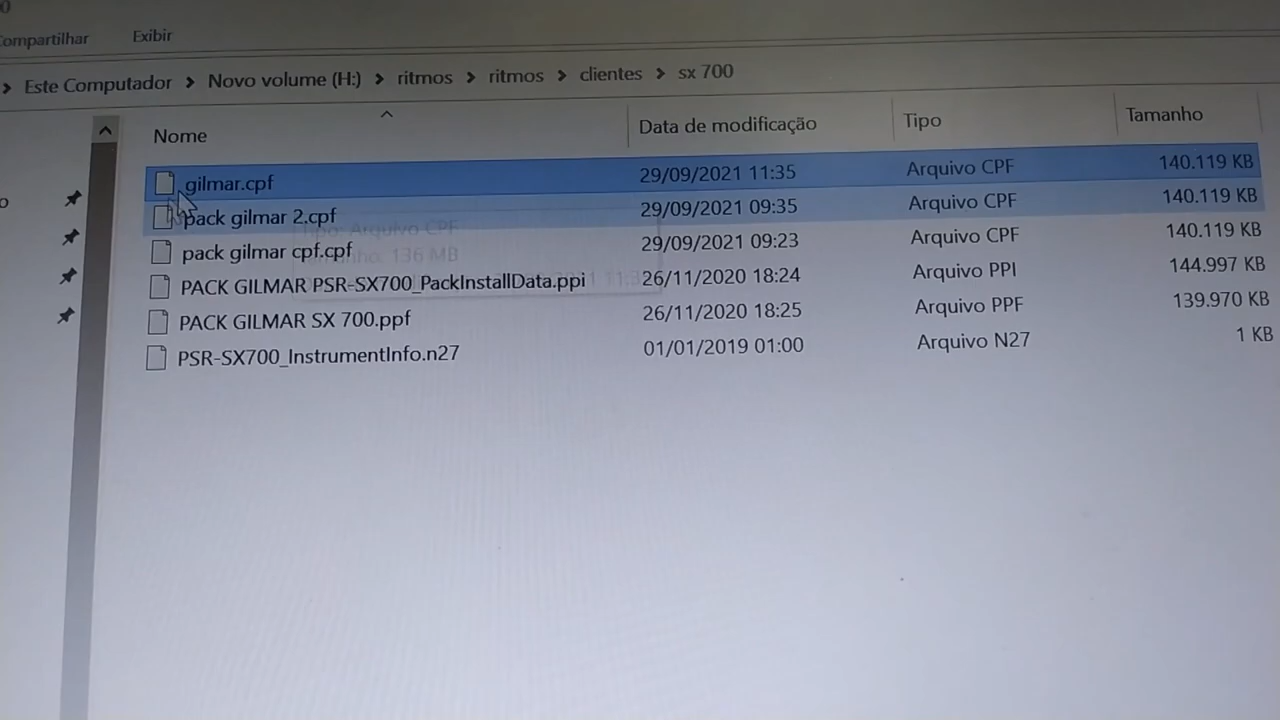 Compartilhar Exibir
Este Computador > Novo volume (H:) > ritmos > ritmos > clientes > sx 700
Nome Data de modificação Tipo Tamanho
gilmar.cpf 29/09/2021 11:35 Arquivo CPF 140.119 KB
pack gilmar 2.cpf 29/09/2021 09:35 Arquivo CPF 140.119 KB
Tipo: Arquivo CPF
pack gilmar cpf.cpf 29/09/2021 09:23 Arquivo CPF 140.119 KB
136 MB
PACK GILMAR PSR-SX700_PackInstallData.ppi 26/11/2020 18:24 Arquivo PPI 144.997 KB
PACK GILMAR SX 700.ppf 26/11/2020 18:25 Arquivo PPF 139.970 KB
PSR-SX700_InstrumentInfo.n27 01/01/2019 01:00 Arquivo N27 1 KB